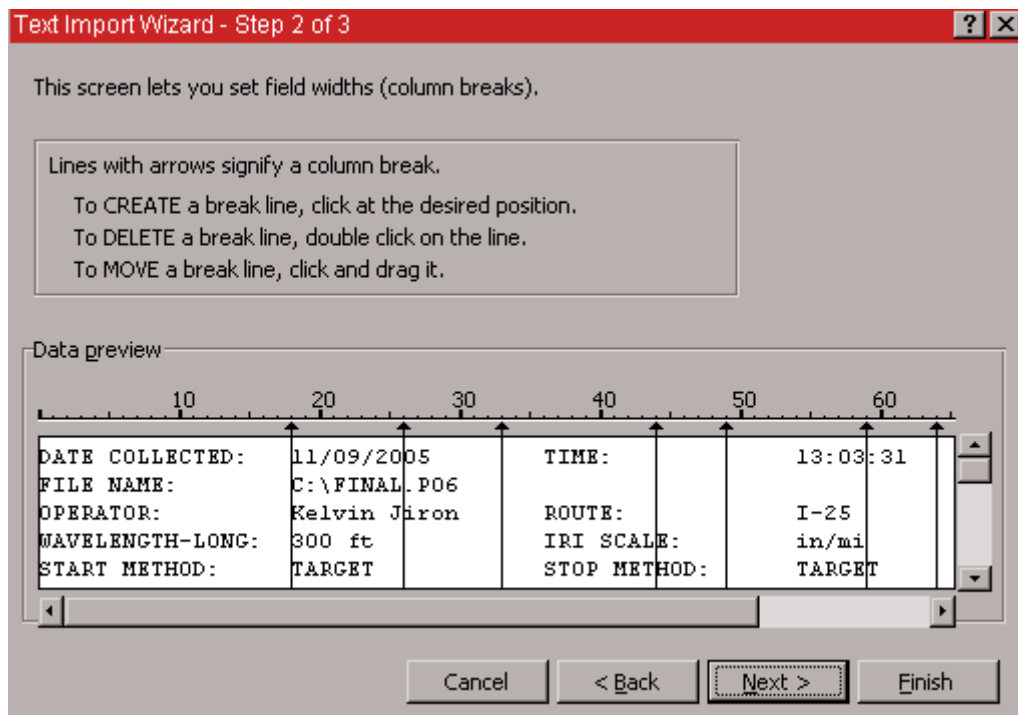 Text Import Wizard - Step 2 of 3
This screen lets you set field widths (column breaks).
Lines with arrows signify a column break.
To CREATE a break line, click at the desired position.
To DELETE a break line, double click on the line.
To MOVE a break line, click and drag it.
Data preview
10 20 30 40 50 60
DATE COLLECTED: 11/09/2005 TIME: 13:03:31
FILE NAME: C:\FINAL.P06
OPERATOR: Kelvin Jiron ROUTE: I-25
WAVELENGTH-LONG: 300 ft IRI SCALE: in/mi
START METHOD: TARGET STOP METHOD: TARGET
Cancel < Back Next > Finish